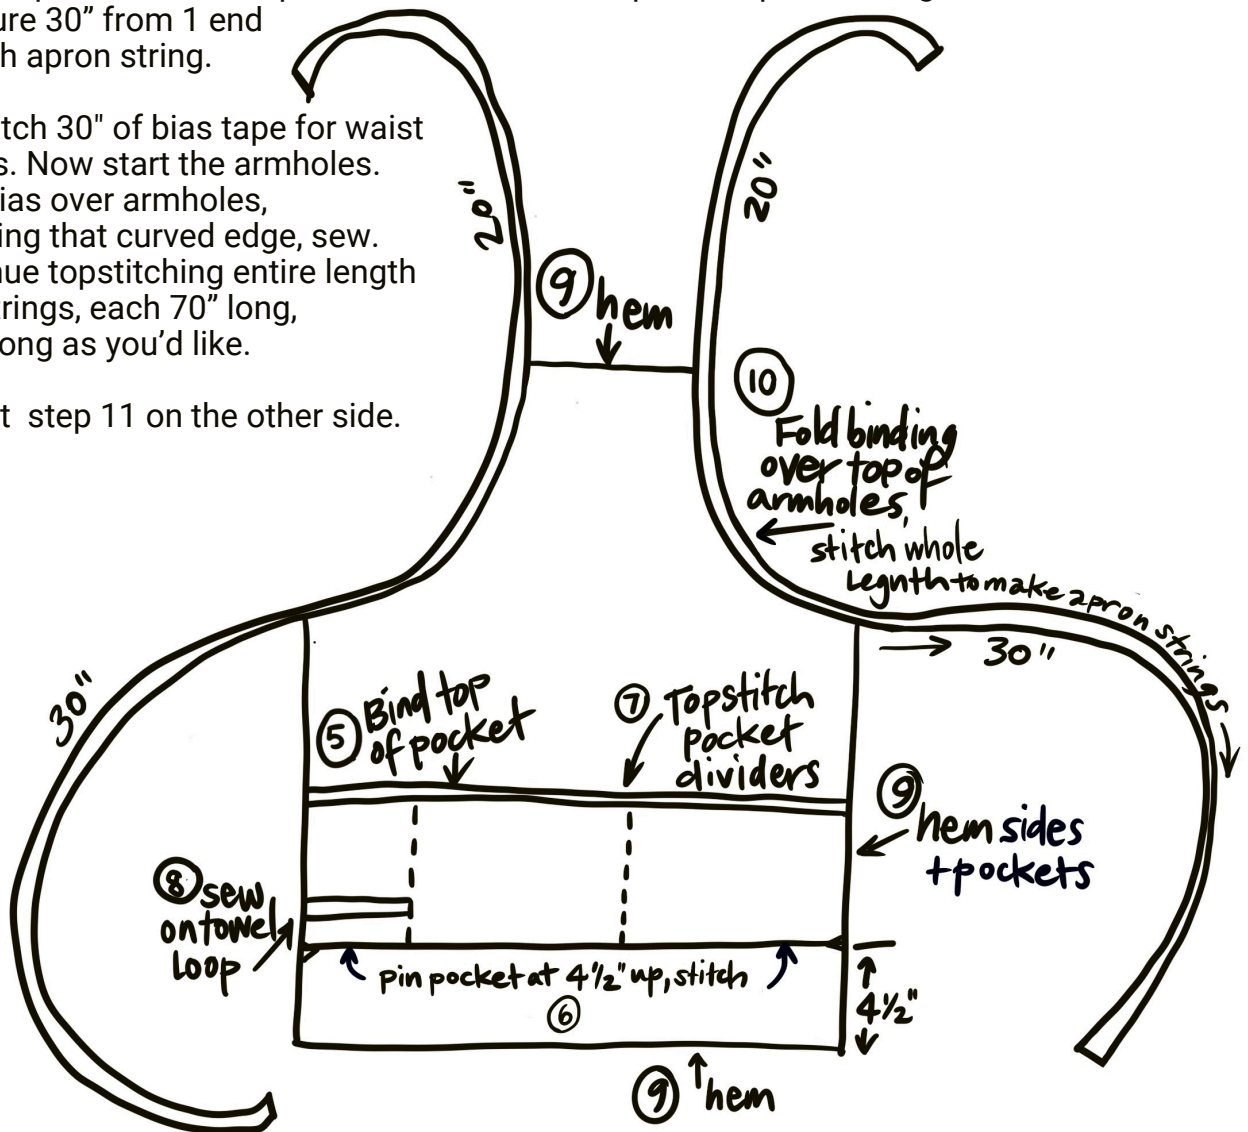 ure 30” from 1 end
h apron string.
tch 30" of bias tape for waist
s. Now start the armholes.
ias over armholes,
ing that curved edge, sew.
ue topstitching entire length
trings, each 70” long,
ong as you’d like.
t step 11 on the other side.
20"
20"
9 hem
10
Fold binding
over top of
armholes,
stitch whole
Legnth to make apron strings
30"
30"
5 Bind top
of pocket
7 Topstitch
pocket
dividers
9
hem sides
+pockets
8 sew
on towel
loop
pin pocket at 4½" up, stitch
6
4½"
9 hem